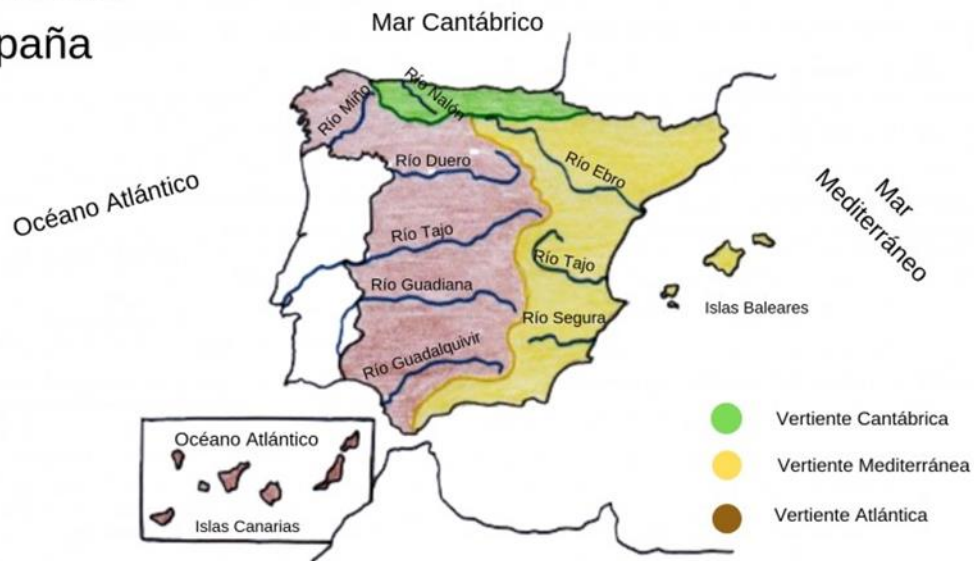 paña
Mar Cantábrico
Río Nalón
Río Miño
Río Duero
Río Ebro
Océano Atlántico
Mar
Mediterráneo
Río Tajo
Río Tajo
Río Guadiana
Islas Baleares
Río Segura
Río Guadalquivir
Vertiente Cantábrica
Océano Atlántico
Vertiente Mediterránea
Vertiente Atlántica
Islas Canarias